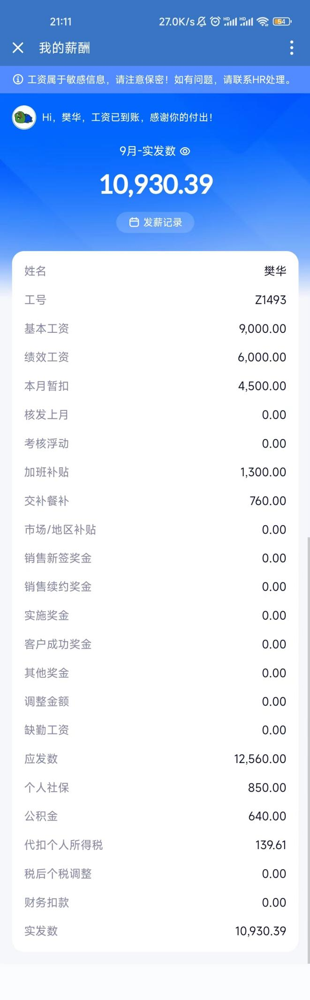 21:11
27.0K/s HD HD 54
我的薪酬
工资属于敏感信息，请注意保密！如有问题，请联系HR处理。
Hi，樊华，工资已到账，感谢你的付出！
9月-实发数
10,930.39
发薪记录
姓名 樊华
工号 Z1493
基本工资 9,000.00
绩效工资 6,000.00
本月暂扣 4,500.00
核发上月 0.00
考核浮动 0.00
加班补贴 1,300.00
交补餐补 760.00
市场/地区补贴 0.00
销售新签奖金 0.00
销售续约奖金 0.00
实施奖金 0.00
客户成功奖金 0.00
其他奖金 0.00
调整金额 0.00
缺勤工资 0.00
应发数 12,560.00
个人社保 850.00
公积金 640.00
代扣个人所得税 139.61
税后个税调整 0.00
财务扣款 0.00
实发数 10,930.39